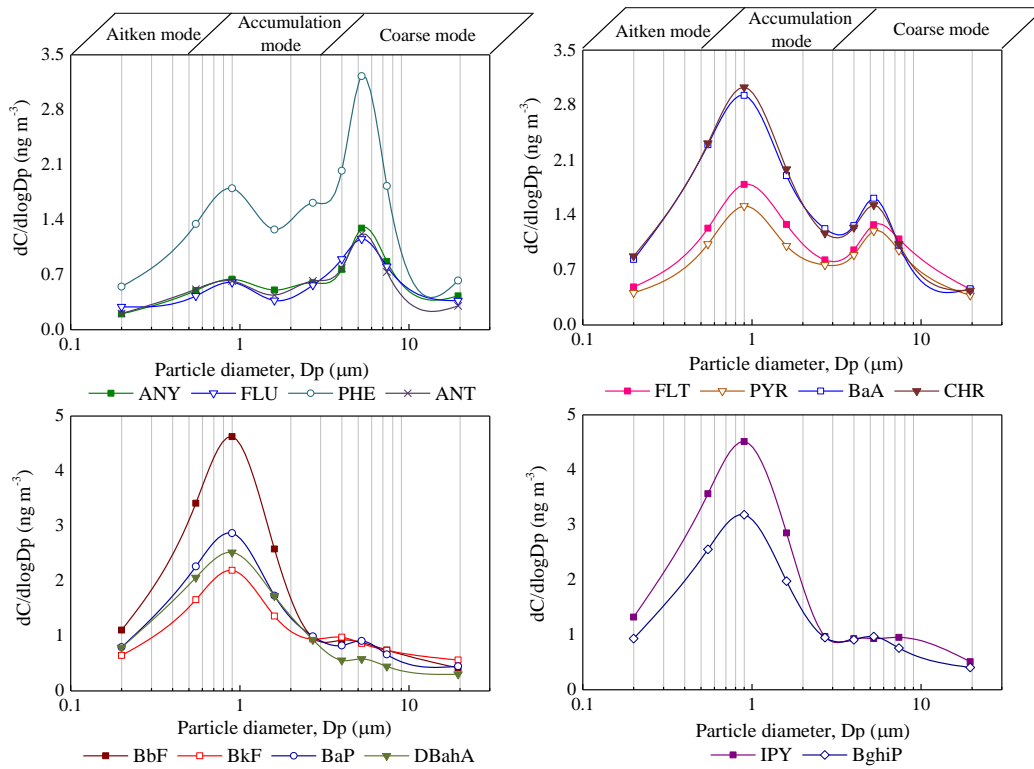 Aitken mode
Accumulation
mode
Coarse mode
3.5
2.8
2.1
1.4
0.7
0.0
dC/dlogDp (ng m⁻³)
0.1
1
10
Particle diameter, Dp (μm)
ANY FLU PHE ANT
Aitken mode
Accumulation
mode
Coarse mode
3.5
2.8
2.1
1.4
0.7
0.0
dC/dlogDp (ng m⁻³)
0.1
1
10
Particle diameter, Dp (μm)
FLT PYR BaA CHR
5
4
3
2
1
0
dC/dlogDp (ng m⁻³)
0.1
1
10
Particle diameter, Dp (μm)
BbF BkF BaP DBahA
5
4
3
2
1
0
dC/dlogDp (ng m⁻³)
0.1
1
10
Particle diameter, Dp (μm)
IPY BghiP